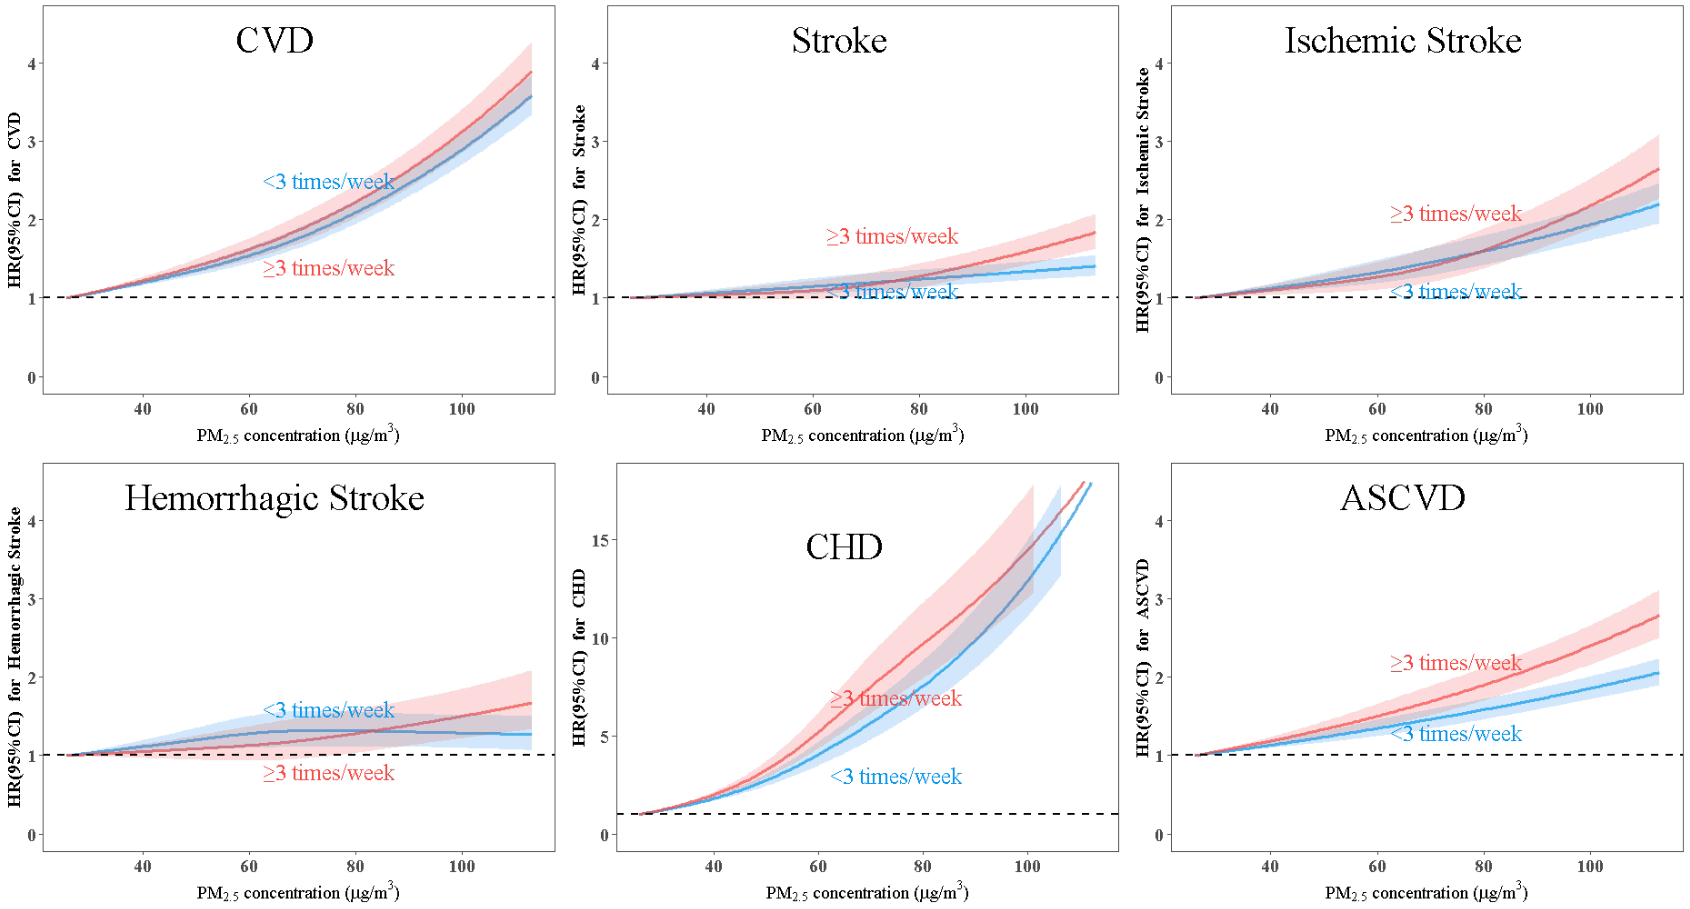 CVD
HR(95%CI) for CVD
4
3
2
1
0
<3 times/week
≥3 times/week
40 60 80 100
PM2.5 concentration (μg/m3)
Stroke
HR(95%CI) for Stroke
4
3
2
1
0
≥3 times/week
<3 times/week
40 60 80 100
PM2.5 concentration (μg/m3)
Ischemic Stroke
HR(95%CI) for Ischemic Stroke
4
3
2
1
0
≥3 times/week
<3 times/week
40 60 80 100
PM2.5 concentration (μg/m3)
Hemorrhagic Stroke
HR(95%CI) for Hemorrhagic Stroke
4
3
2
1
0
<3 times/week
≥3 times/week
40 60 80 100
PM2.5 concentration (μg/m3)
CHD
HR(95%CI) for CHD
15
10
5
0
≥3 times/week
<3 times/week
40 60 80 100
PM2.5 concentration (μg/m3)
ASCVD
HR(95%CI) for ASCVD
4
3
2
1
0
≥3 times/week
<3 times/week
40 60 80 100
PM2.5 concentration (μg/m3)